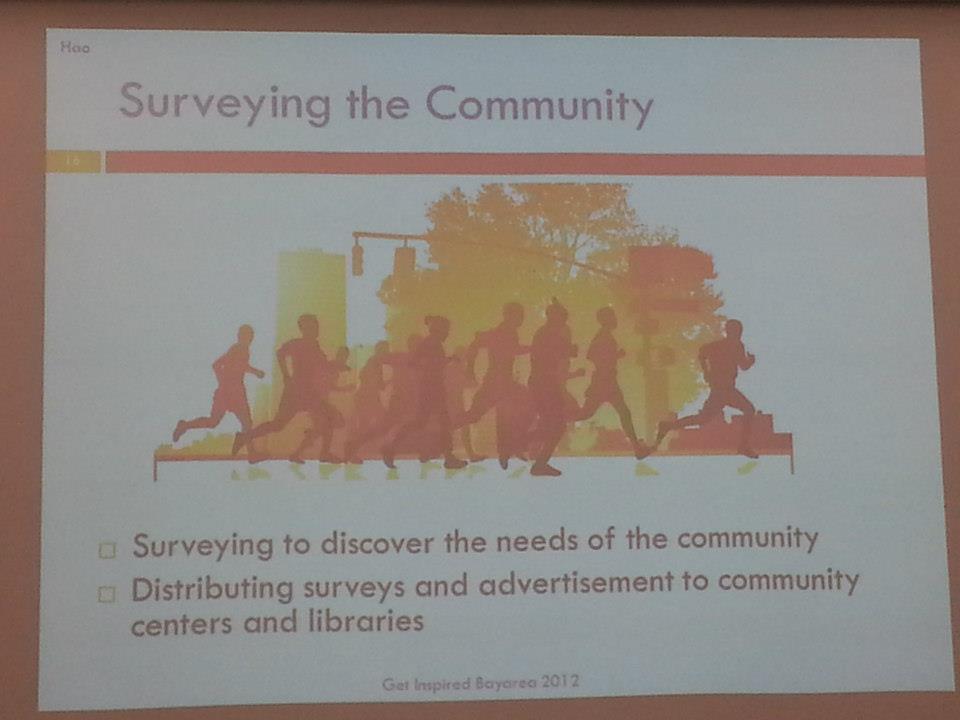 Hao
Surveying the Community
16
Surveying to discover the needs of the community
Distributing surveys and advertisement to community
centers and libraries
Get Inspired Bayarea 2012